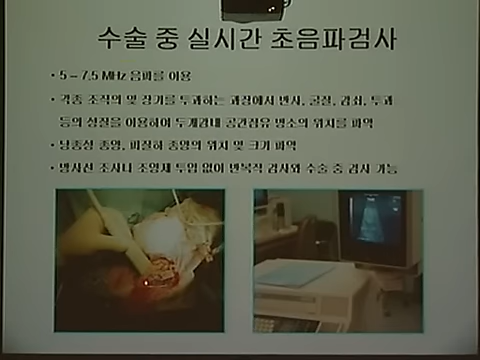 수술 중 실시간 초음파검사
• 5 – 7.5 MHz 음파를 이용
• 각종 조직의 및 장기를 투과하는 과정에서 반사, 굴절, 감쇠, 투과
등의 성질을 이용하여 두개강내 공간점유 병소의 위치를 파악
• 낭종성 종양, 피질하 종양의 위치 및 크기 파악
• 방사선 조사나 조영제 투입 없이 반복적 검사와 수술 중 검사 가능